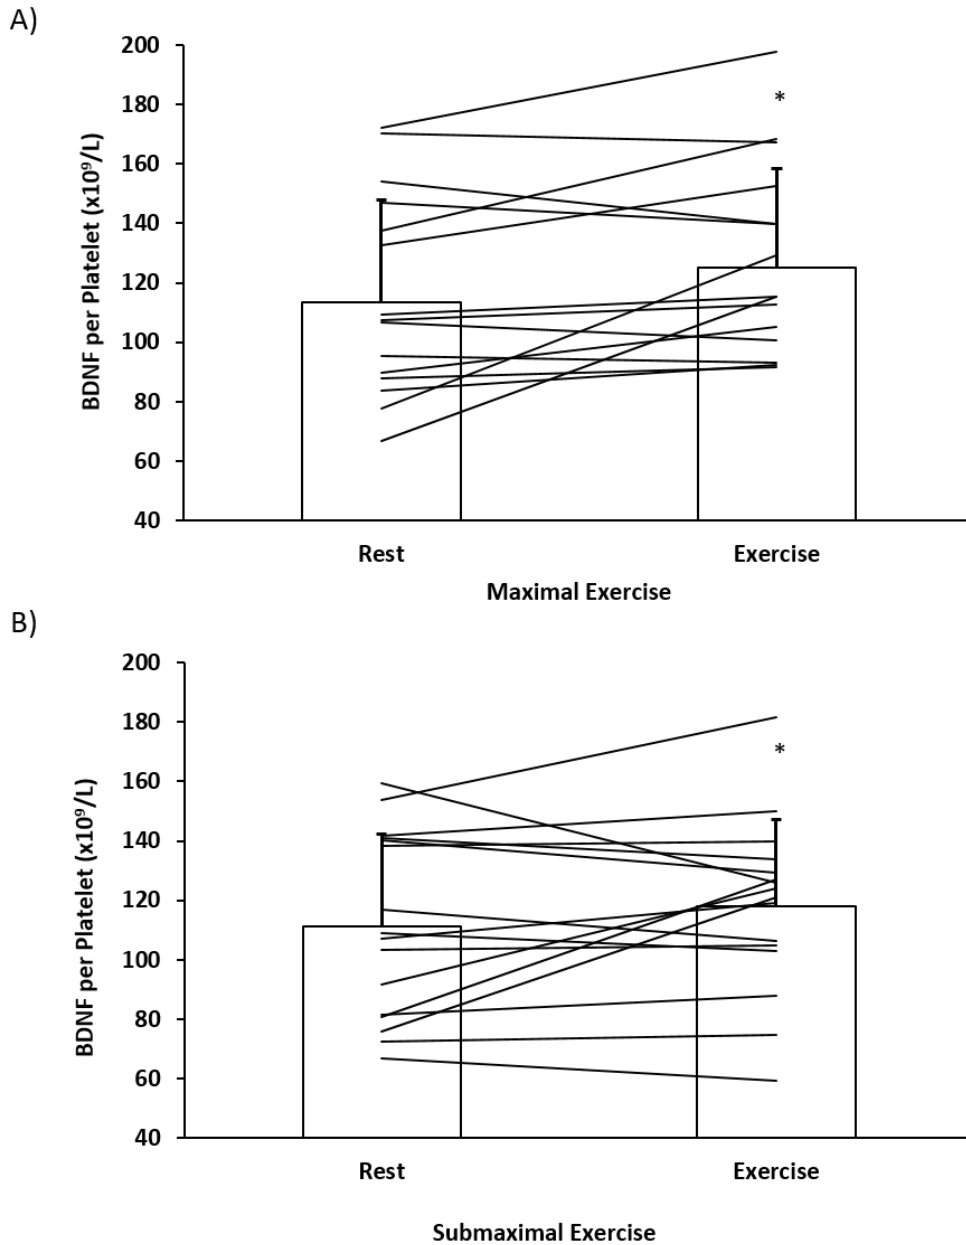 A)
BDNF per Platelet (x10⁹/L)
200
180
160
140
120
100
80
60
40
*
Rest Exercise
Maximal Exercise
B)
BDNF per Platelet (x10⁹/L)
200
180
160
140
120
100
80
60
40
*
Rest Exercise
Submaximal Exercise